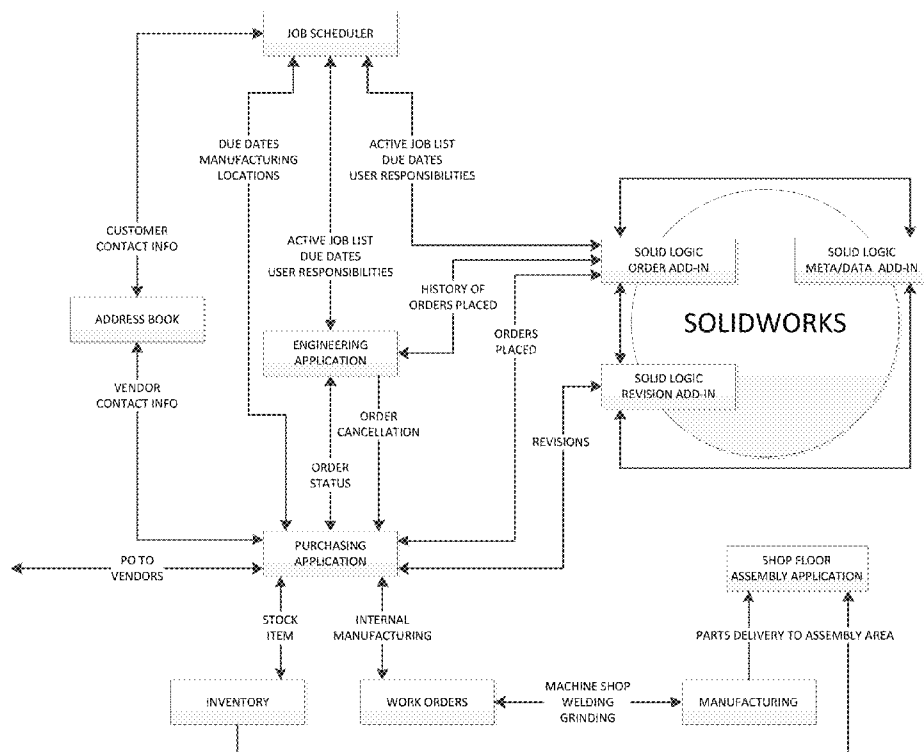 JOB SCHEDULER
DUE DATES
MANUFACTURING
LOCATIONS
ACTIVE JOB LIST
DUE DATES
USER RESPONSIBILITIES
CUSTOMER
CONTACT INFO
ACTIVE JOB LIST
DUE DATES
USER RESPONSIBILITIES
SOLID LOGIC
ORDER ADD-IN
SOLID LOGIC
META/DATA ADD-IN
HISTORY OF
ORDERS PLACED
ADDRESS BOOK
ORDERS
PLACED
SOLIDWORKS
ENGINEERING
APPLICATION
VENDOR
CONTACT INFO
SOLID LOGIC
REVISION ADD-IN
ORDER
CANCELLATION
REVISIONS
ORDER
STATUS
PURCHASING
APPLICATION
PO TO
VENDORS
SHOP FLOOR
ASSEMBLY APPLICATION
STOCK
ITEM
INTERNAL
MANUFACTURING
PARTS DELIVERY TO ASSEMBLY AREA
INVENTORY
WORK ORDERS
MACHINE SHOP
WELDING
GRINDING
MANUFACTURING